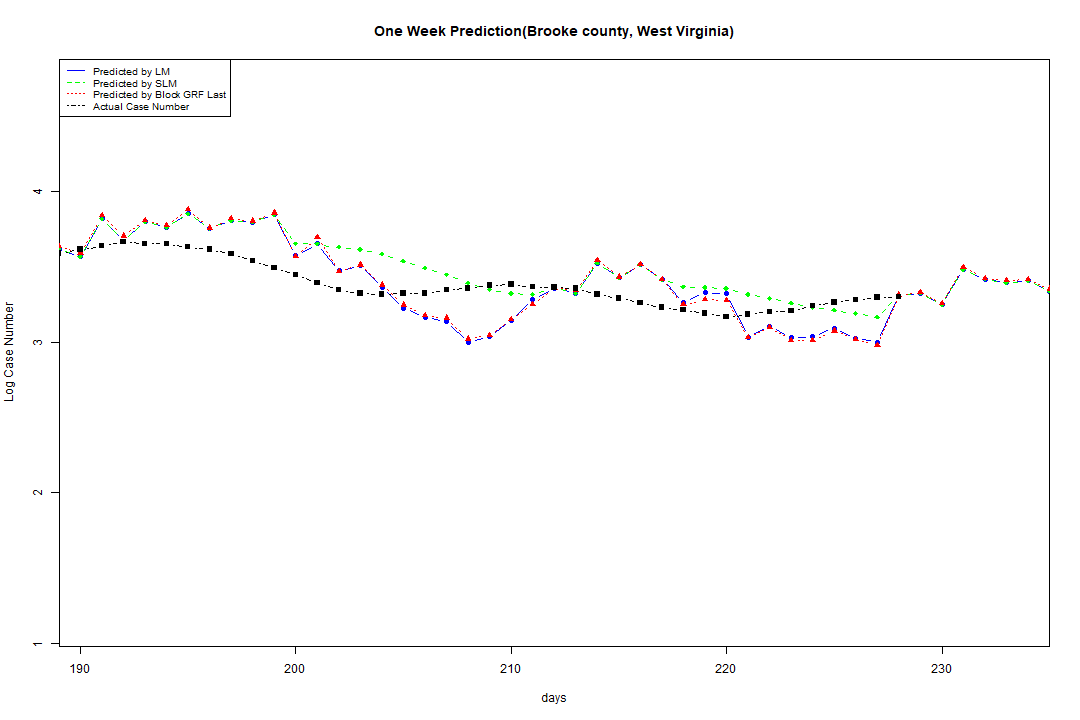 One Week Prediction(Brooke county, West Virginia)
Predicted by LM
Predicted by SLM
Predicted by Block GRF Last
Actual Case Number
Log Case Number
4
3
2
1
190 200 210 220 230
days